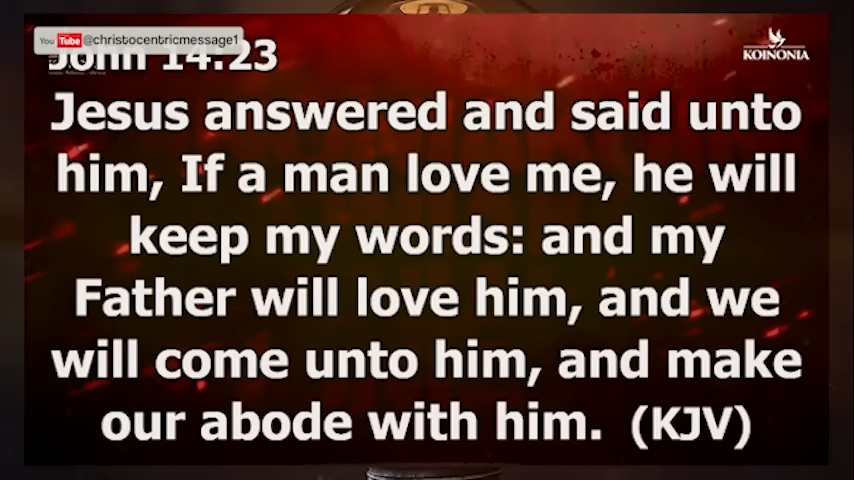 You Tube @christocentricmessage1
John 14:23
KOINONIA
Jesus answered and said unto
him, If a man love me, he will
keep my words: and my
Father will love him, and we
will come unto him, and make
our abode with him. (KJV)